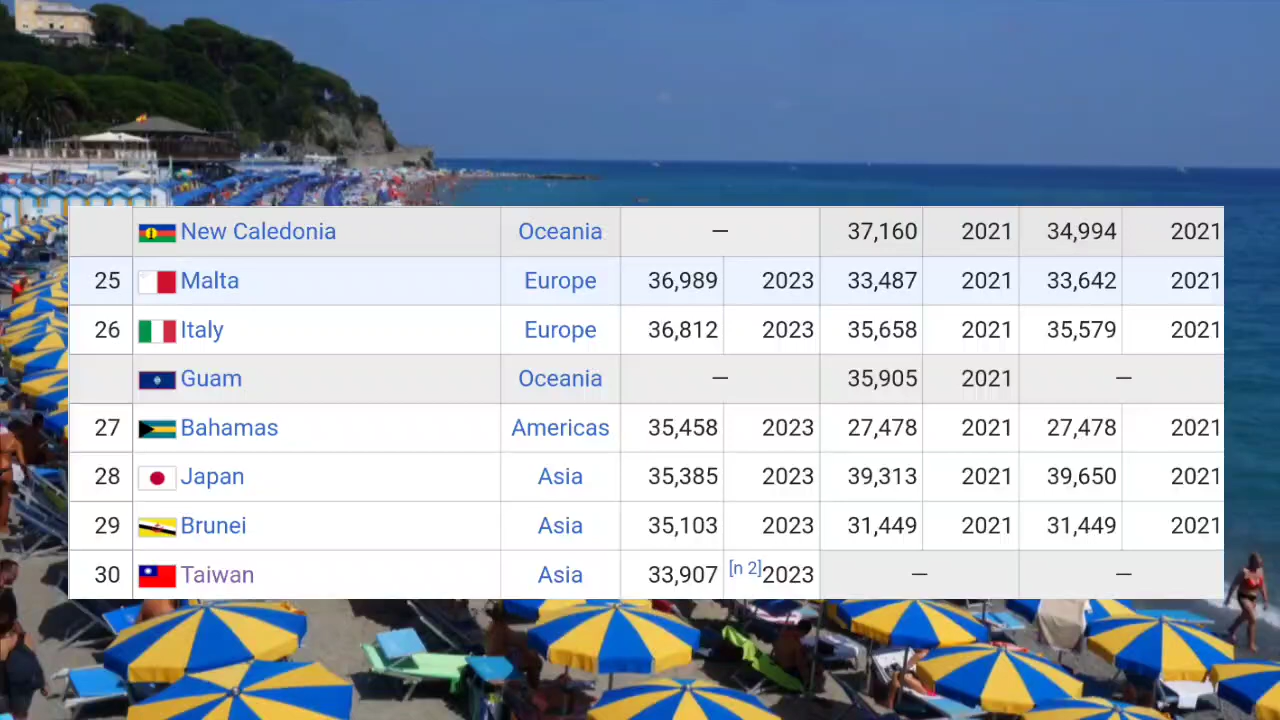 New Caledonia Oceania — 37,160 2021 34,994 2021
25 Malta Europe 36,989 2023 33,487 2021 33,642 2021
26 Italy Europe 36,812 2023 35,658 2021 35,579 2021
Guam Oceania — 35,905 2021 —
27 Bahamas Americas 35,458 2023 27,478 2021 27,478 2021
28 Japan Asia 35,385 2023 39,313 2021 39,650 2021
29 Brunei Asia 35,103 2023 31,449 2021 31,449 2021
30 Taiwan Asia 33,907 [n 2]2023 — —